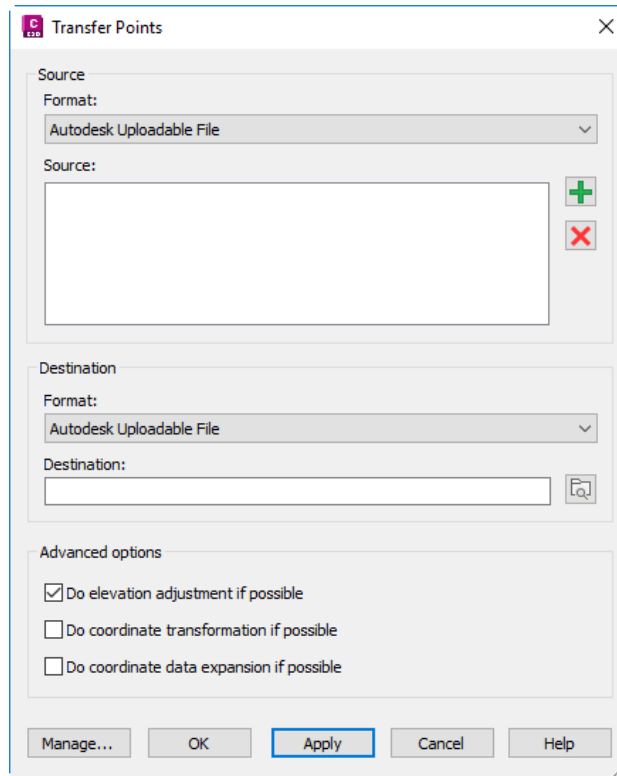 C
C3D
Transfer Points
Source
Format:
Autodesk Uploadable File
Source:
Destination
Format:
Autodesk Uploadable File
Destination:
Advanced options
Do elevation adjustment if possible
Do coordinate transformation if possible
Do coordinate data expansion if possible
Manage...
OK
Apply
Cancel
Help